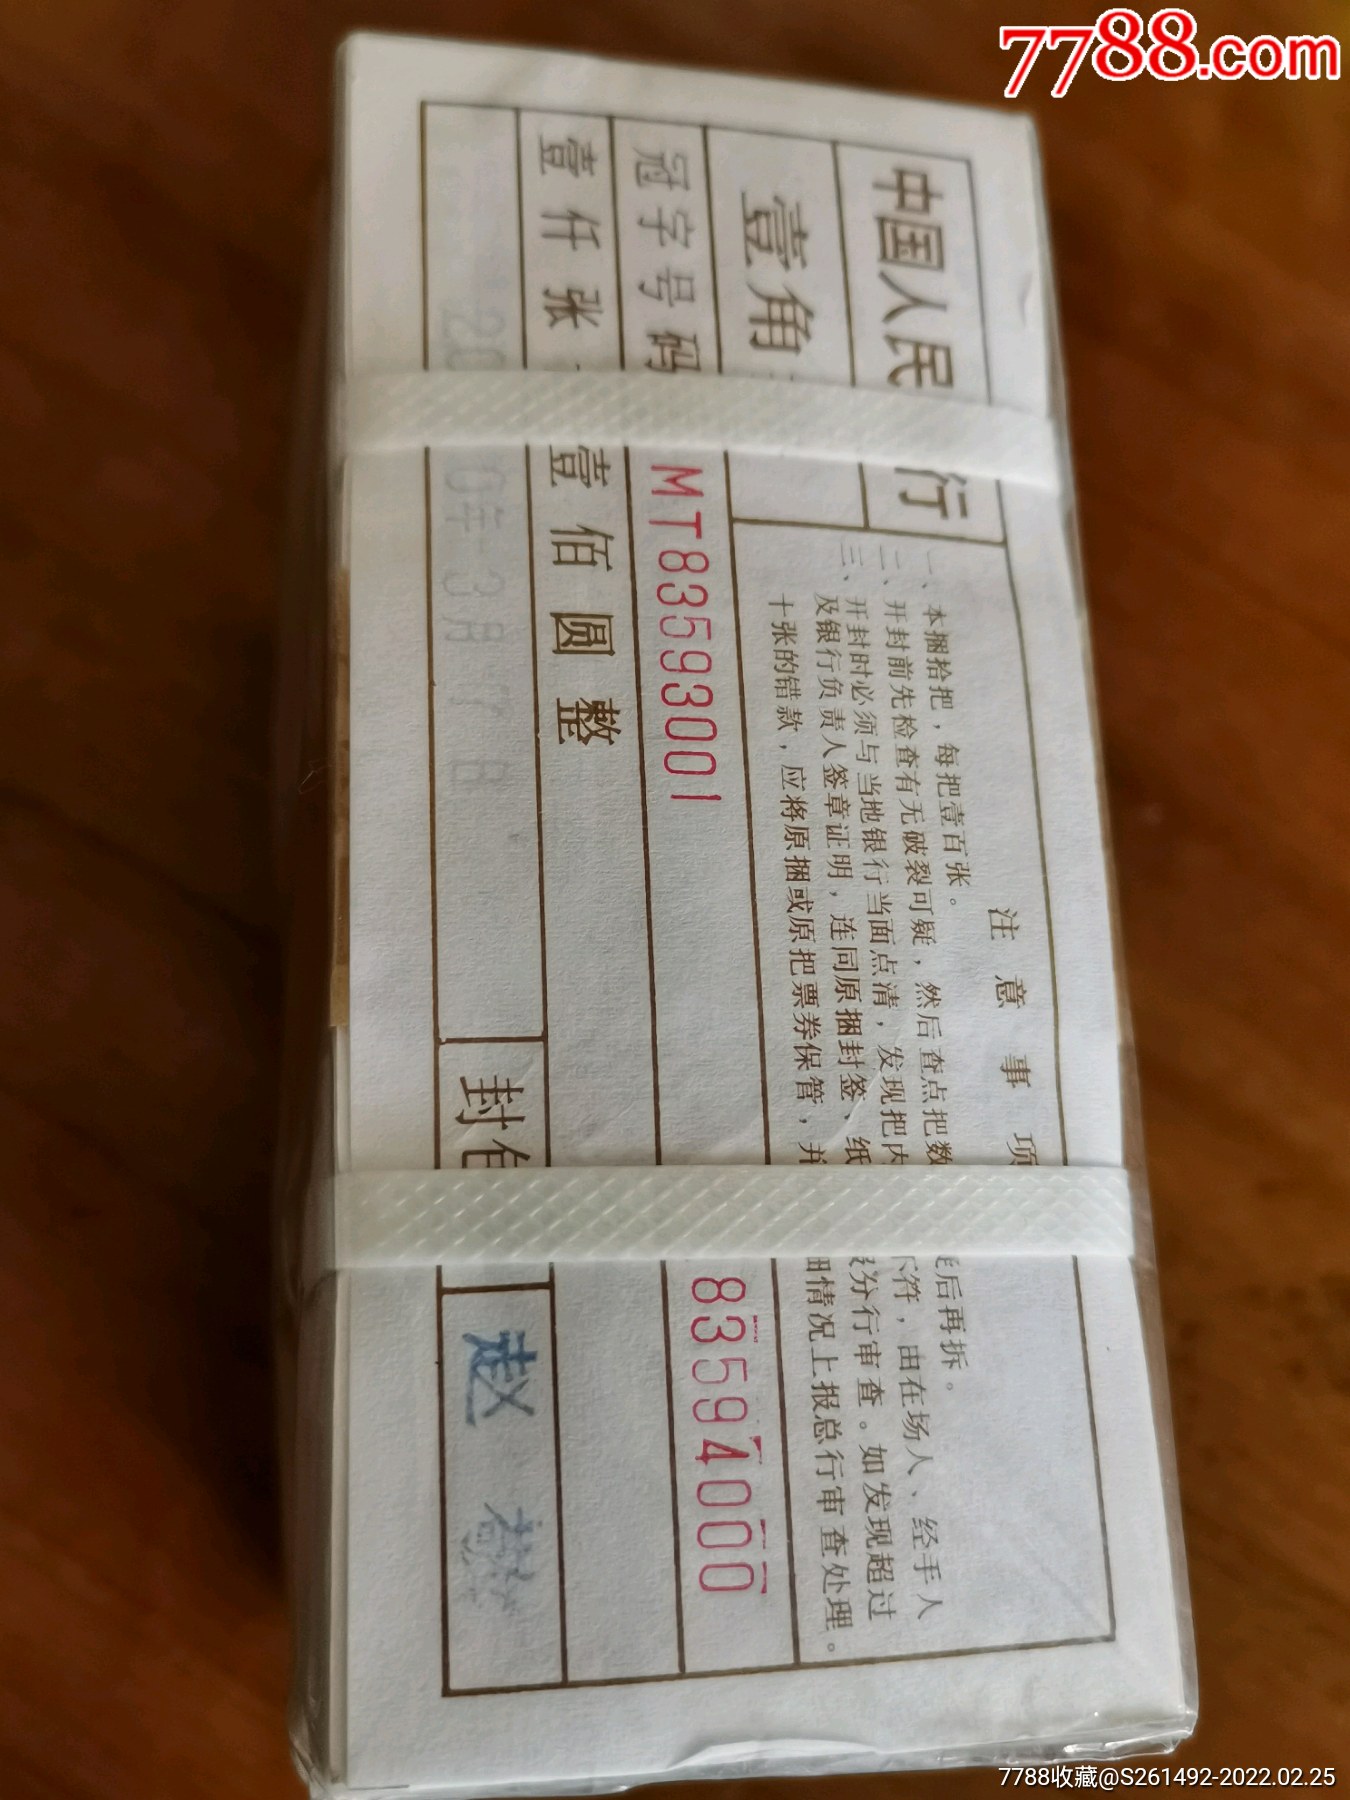 7788.com
中国人民 行
注意事项
一、本捆拾把，每把壹百张。
二、开封前先检查有无破裂可疑，然后查点把数 后再拆。
三、开封时必须与当地银行当面点清，发现把内 不符，由在场人、经手人
及银行负责人签章证明，连同原捆封签、纸 分行审查。如发现超过
十张的错款，应将原捆或原把票券保管，并 情况上报总行审查处理。
壹角
冠字号码 MT8359301 83594000
壹仟张 壹佰圆整
20 0年3月 日
封包 赵
7788收藏@S261492-2022.02.25